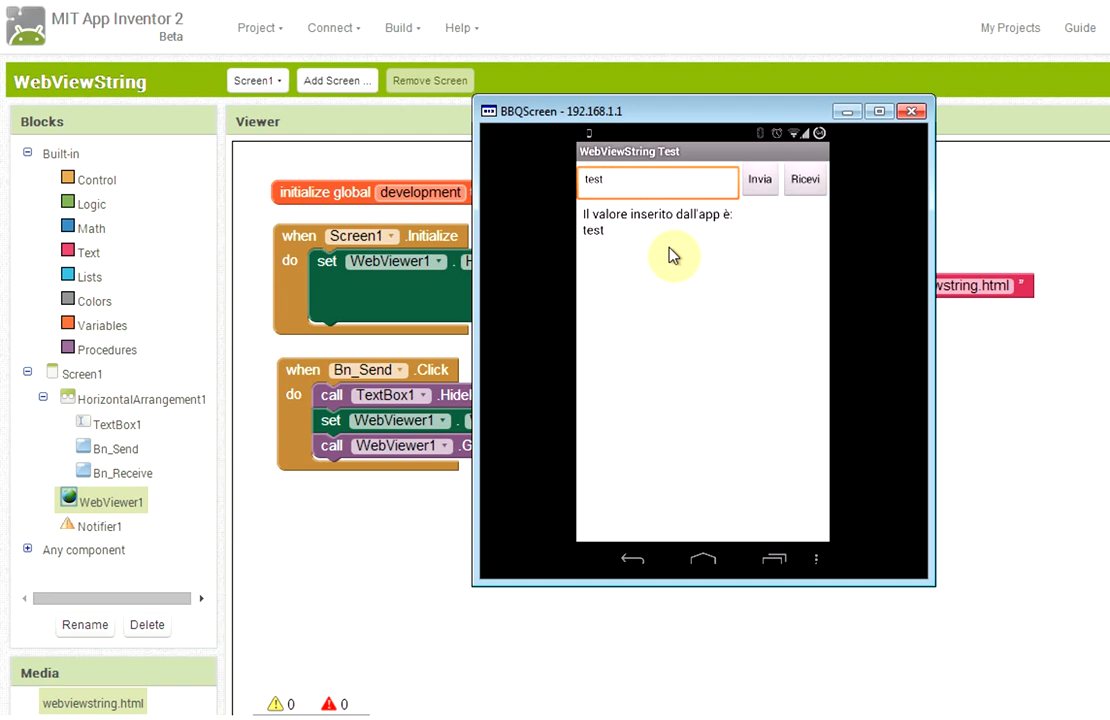 MIT App Inventor 2
Beta
Project
Connect
Build
Help
My Projects
Guide
WebViewString
Screen1
Add Screen ...
Remove Screen
Blocks
Viewer
Built-in
Control
Logic
Math
Text
Lists
Colors
Variables
Procedures
Screen1
HorizontalArrangement1
TextBox1
Bn_Send
Bn_Receive
WebViewer1
Notifier1
Any component
Rename
Delete
Media
webviewstring.html
initialize global development
when Screen1 .Initialize
do set WebViewer1 . H
wstring.html "
when Bn_Send .Click
do call TextBox1 .HideK
set WebViewer1 .
call WebViewer1 .G
0 0
BBQScreen - 192.168.1.1
WebViewString Test
test Invia Ricevi
Il valore inserito dall'app è:
test